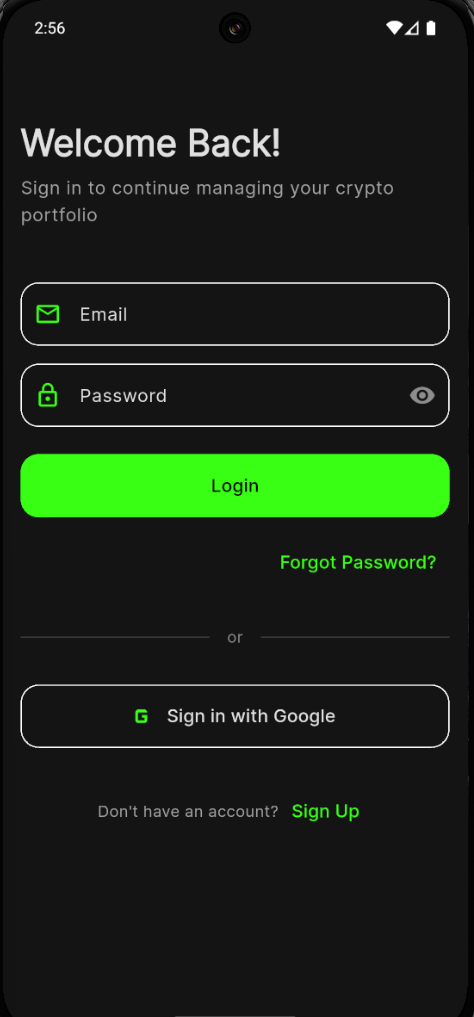 2:56
Welcome Back!
Sign in to continue managing your crypto
portfolio
Email
Password
Login
Forgot Password?
or
G Sign in with Google
Don't have an account? Sign Up